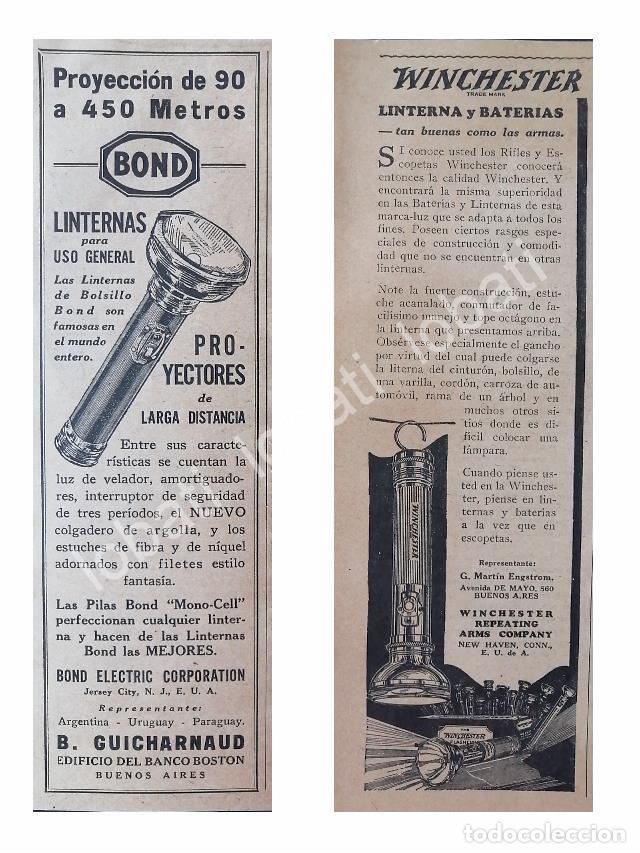 Proyección de 90
a 450 Metros
BOND
LINTERNAS
para
USO GENERAL
Las Linternas
de Bolsillo
Bond son
famosas en
el mundo
entero.
PRO-
YECTORES
de
LARGA DISTANCIA
Entre sus caracte-
rísticas se cuentan la
luz de velador, amortiguado-
res, interruptor de seguridad
de tres períodos, el NUEVO
colgadero de argolla, y los
estuches de fibra y de níquel
adornados con filetes estilo
fantasía.
Las Pilas Bond "Mono-Cell"
perfeccionan cualquier linter-
na y hacen de las Linternas
Bond las MEJORES.
BOND ELECTRIC CORPORATION
Jersey City, N. J., E. U. A.
Representante:
Argentina - Uruguay - Paraguay.
B. GUICHARNAUD
EDIFICIO DEL BANCO BOSTON
BUENOS AIRES
WINCHESTER
TRADE MARK
LINTERNA y BATERIAS
—tan buenas como las armas.
SI conoce usted los Rifles y Es-
copetas Winchester conocerá
entonces la calidad Winchester. Y
encontrará la misma superioridad
en las Baterías y Linternas de esta
marca-luz que se adapta a todos los
fines. Poseen ciertos rasgos espe-
ciales de construcción y comodi-
dad que no se encuentran en otras
linternas.
Note la fuerte construcción, estu-
che acanalado, conmutador de fa-
cilísimo manejo y tope octágono en
la linterna que presentamos arriba.
Obsérvese especialmente el gancho
por virtud del cual puede colgarse
la literna del cinturón, bolsillo, de
una varilla, cordón, carroza de au-
tomóvil, rama de un árbol y en
muchos otros si-
tios donde es di-
fícil colocar una
lámpara.
Cuando piense us-
ted en la Winches-
ter, piense en lin-
ternas y baterías
a la vez que en
escopetas.
Representante:
G. Martín Engstrom.
Avenida DE MAYO, 560
BUENOS AIRES
WINCHESTER
REPEATING
ARMS COMPANY
NEW HAVEN, CONN.,
E. U. de A.
WINCHESTER
THE
WINCHESTER
FLASHLIGHT
lobati lobati lobati lobati
todocoleccion
todocoleccion.net